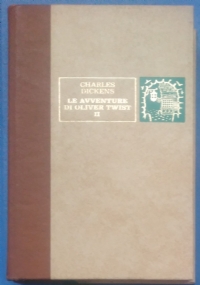 CHARLES
DICKENS
LE AVVENTURE
DI OLIVER TWIST
II